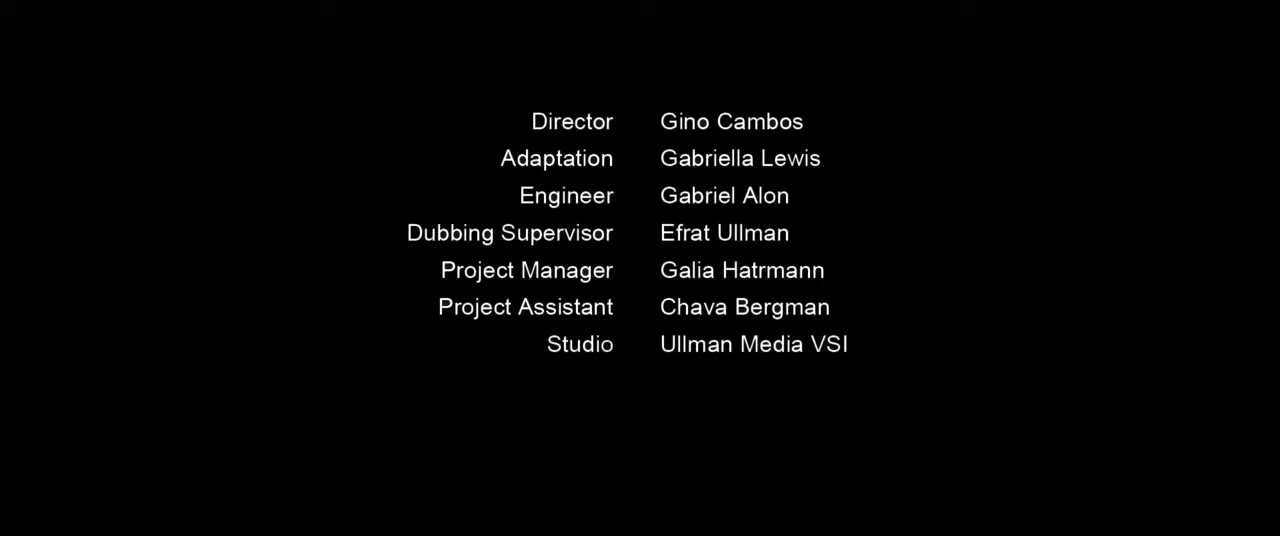 Director Gino Cambos
Adaptation Gabriella Lewis
Engineer Gabriel Alon
Dubbing Supervisor Efrat Ullman
Project Manager Galia Hatrmann
Project Assistant Chava Bergman
Studio Ullman Media VSI